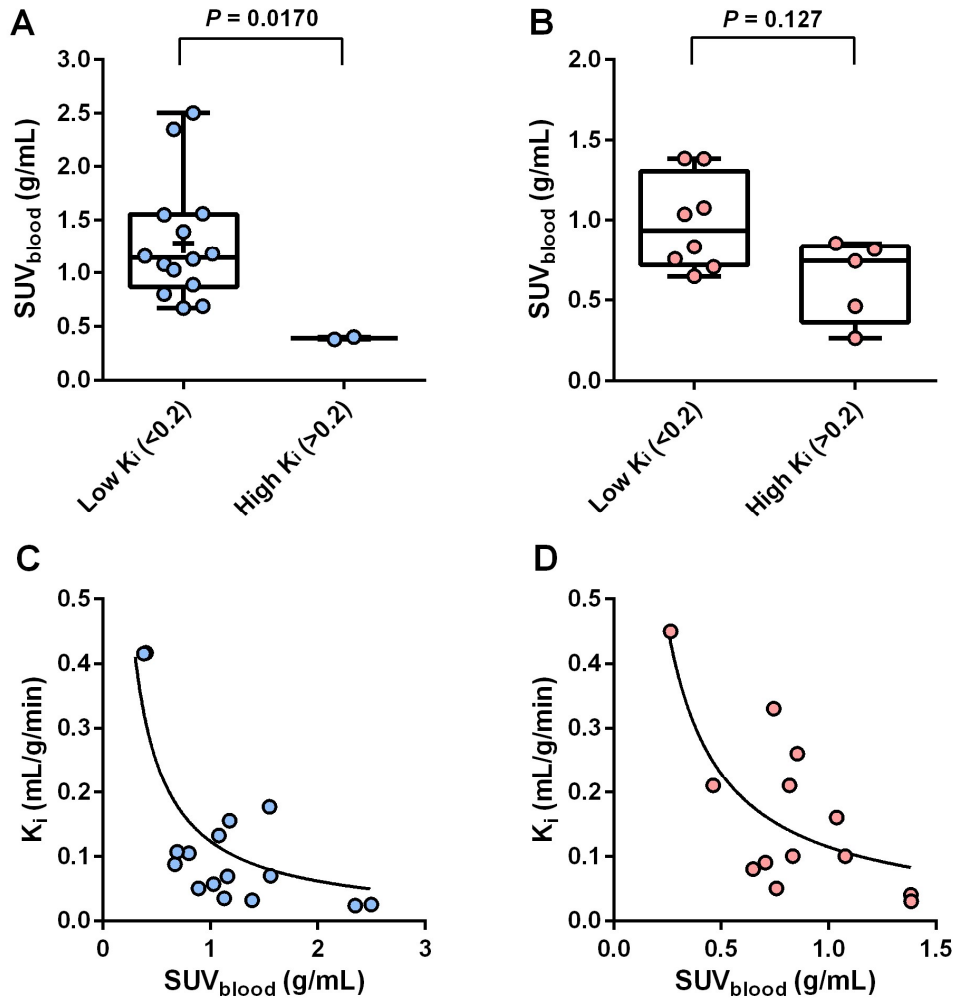 A
P = 0.0170
SUVblood (g/mL)
3.0
2.5
2.0
1.5
1.0
0.5
0.0
Low Ki (<0.2)
High Ki (>0.2)
B
P = 0.127
SUVblood (g/mL)
2.0
1.5
1.0
0.5
0.0
Low Ki (<0.2)
High Ki (>0.2)
C
Ki (mL/g/min)
0.5
0.4
0.3
0.2
0.1
0.0
0
1
2
3
SUVblood (g/mL)
D
Ki (mL/g/min)
0.5
0.4
0.3
0.2
0.1
0.0
0.0
0.5
1.0
1.5
SUVblood (g/mL)